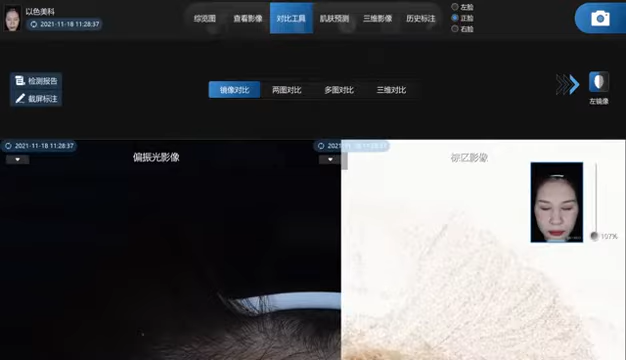 以色美科
2021-11-18 11:28:37
综览图 查看影像 对比工具 肌肤预测 三维影像 历史标注
左脸
正脸
右脸
检测报告
截屏标注
镜像对比 两图对比 多图对比 三维对比
左镜像
2021-11-18 11:28:37
偏振光影像
棕区影像
107%